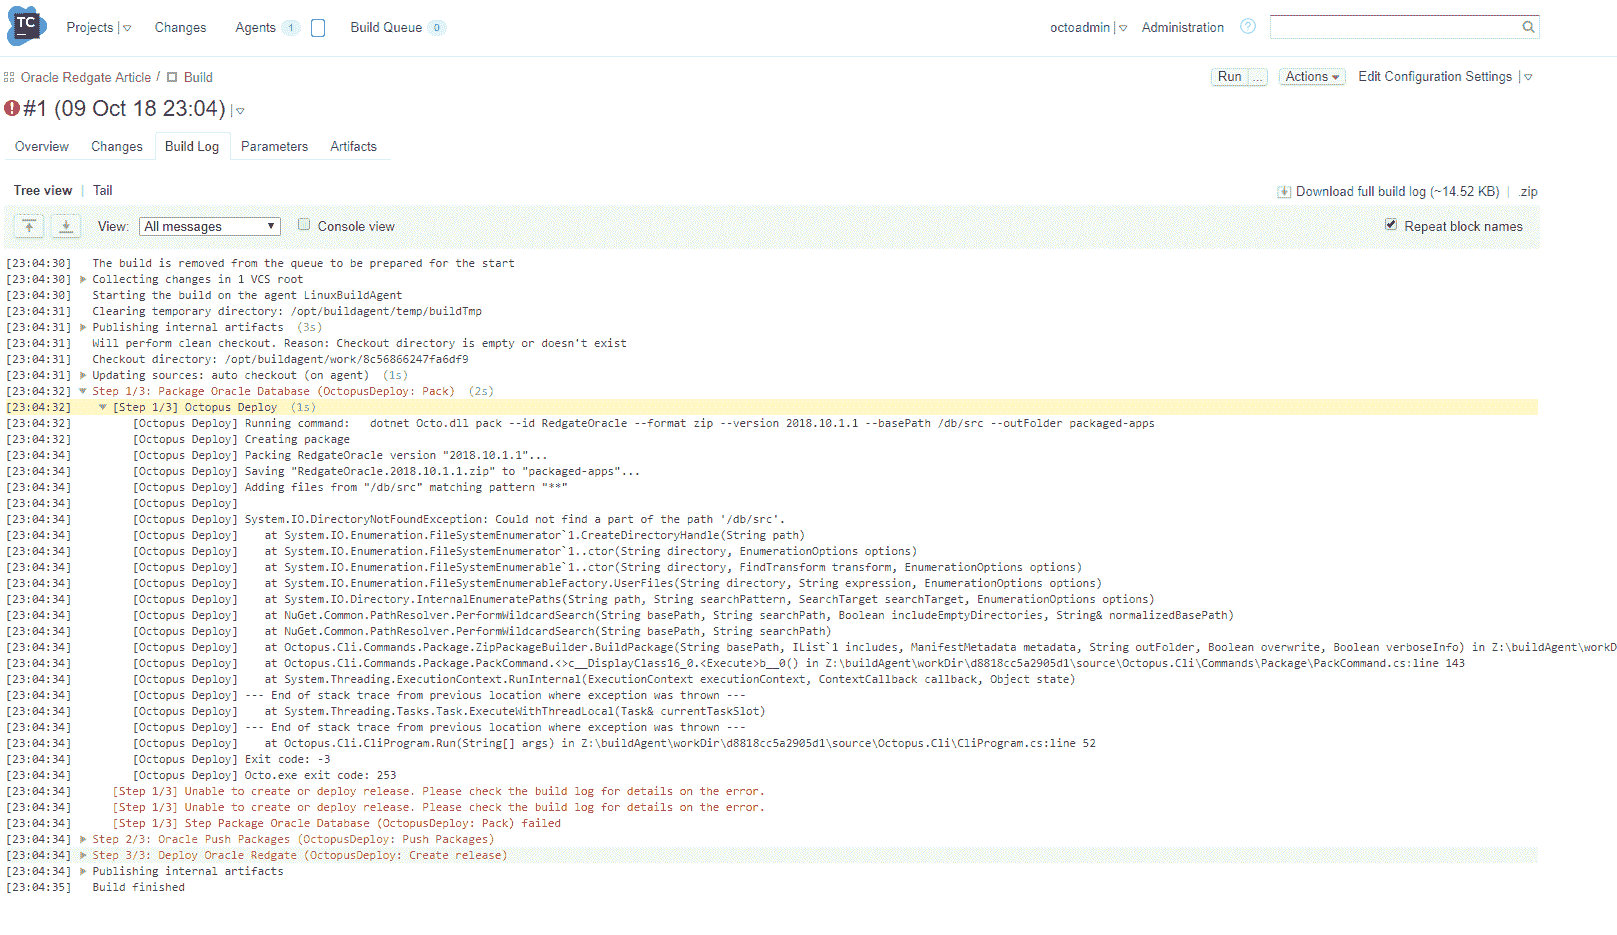 TC
Projects Changes Agents 1 Build Queue 0 octoadmin Administration ?
Oracle Redgate Article / Build Run ... Actions Edit Configuration Settings
#1 (09 Oct 18 23:04)
Overview Changes Build Log Parameters Artifacts
Tree view | Tail Download full build log (~14.52 KB) | .zip
View: All messages Console view Repeat block names
[23:04:30] The build is removed from the queue to be prepared for the start
[23:04:30] Collecting changes in 1 VCS root
[23:04:30] Starting the build on the agent LinuxBuildAgent
[23:04:31] Clearing temporary directory: /opt/buildagent/temp/buildTmp
[23:04:31] Publishing internal artifacts (3s)
[23:04:31] Will perform clean checkout. Reason: Checkout directory is empty or doesn't exist
[23:04:31] Checkout directory: /opt/buildagent/work/8c56866247fa6df9
[23:04:31] Updating sources: auto checkout (on agent) (1s)
[23:04:32] Step 1/3: Package Oracle Database (OctopusDeploy: Pack) (2s)
[23:04:32] [Step 1/3] Octopus Deploy (1s)
[23:04:32] [Octopus Deploy] Running command: dotnet Octo.dll pack --id RedgateOracle --format zip --version 2018.10.1.1 --basePath /db/src --outFolder packaged-apps
[23:04:32] [Octopus Deploy] Creating package
[23:04:34] [Octopus Deploy] Packing RedgateOracle version "2018.10.1.1"...
[23:04:34] [Octopus Deploy] Saving "RedgateOracle.2018.10.1.1.zip" to "packaged-apps"...
[23:04:34] [Octopus Deploy] Adding files from "/db/src" matching pattern "**"
[23:04:34] [Octopus Deploy]
[23:04:34] [Octopus Deploy] System.IO.DirectoryNotFoundException: Could not find a part of the path '/db/src'.
[23:04:34] [Octopus Deploy] at System.IO.Enumeration.FileSystemEnumerator`1.CreateDirectoryHandle(String path)
[23:04:34] [Octopus Deploy] at System.IO.Enumeration.FileSystemEnumerator`1..ctor(String directory, EnumerationOptions options)
[23:04:34] [Octopus Deploy] at System.IO.Enumeration.FileSystemEnumerable`1..ctor(String directory, FindTransform transform, EnumerationOptions options)
[23:04:34] [Octopus Deploy] at System.IO.Enumeration.FileSystemEnumerableFactory.UserFiles(String directory, String expression, EnumerationOptions options)
[23:04:34] [Octopus Deploy] at System.IO.Directory.InternalEnumeratePaths(String path, String searchPattern, SearchTarget searchTarget, EnumerationOptions options)
[23:04:34] [Octopus Deploy] at NuGet.Common.PathResolver.PerformWildcardSearch(String basePath, String searchPath, Boolean includeEmptyDirectories, String& normalizedBasePath)
[23:04:34] [Octopus Deploy] at NuGet.Common.PathResolver.PerformWildcardSearch(String basePath, String searchPath)
[23:04:34] [Octopus Deploy] at Octopus.Cli.Commands.Package.ZipPackageBuilder.BuildPackage(String basePath, IList`1 includes, ManifestMetadata metadata, String outFolder, Boolean overwrite, Boolean verboseInfo) in Z:\buildAgent\workD
[23:04:34] [Octopus Deploy] at Octopus.Cli.Commands.Package.PackCommand.<>c__DisplayClass16_0.<Execute>b__0() in Z:\buildAgent\workDir\d8818cc5a2905d1\source\Octopus.Cli\Commands\Package\PackCommand.cs:line 143
[23:04:34] [Octopus Deploy] at System.Threading.ExecutionContext.RunInternal(ExecutionContext executionContext, ContextCallback callback, Object state)
[23:04:34] [Octopus Deploy] --- End of stack trace from previous location where exception was thrown ---
[23:04:34] [Octopus Deploy] at System.Threading.Tasks.Task.ExecuteWithThreadLocal(Task& currentTaskSlot)
[23:04:34] [Octopus Deploy] --- End of stack trace from previous location where exception was thrown ---
[23:04:34] [Octopus Deploy] at Octopus.Cli.CliProgram.Run(String[] args) in Z:\buildAgent\workDir\d8818cc5a2905d1\source\Octopus.Cli\CliProgram.cs:line 52
[23:04:34] [Octopus Deploy] Exit code: -3
[23:04:34] [Octopus Deploy] Octo.exe exit code: 253
[23:04:34] [Step 1/3] Unable to create or deploy release. Please check the build log for details on the error.
[23:04:34] [Step 1/3] Unable to create or deploy release. Please check the build log for details on the error.
[23:04:34] [Step 1/3] Step Package Oracle Database (OctopusDeploy: Pack) failed
[23:04:34] Step 2/3: Oracle Push Packages (OctopusDeploy: Push Packages)
[23:04:34] Step 3/3: Deploy Oracle Redgate (OctopusDeploy: Create release)
[23:04:34] Publishing internal artifacts
[23:04:35] Build finished